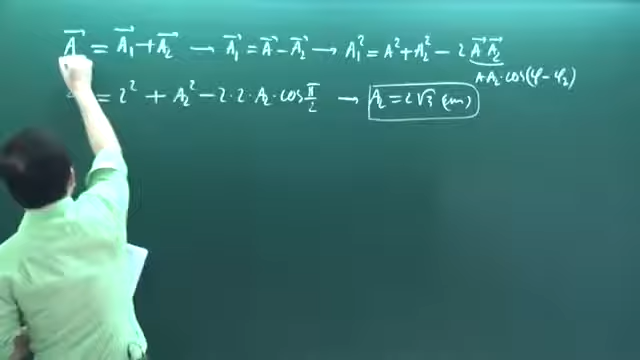 A⃗ = A⃗₁ + A⃗₂ → A⃗₁ = A⃗ − A⃗₂ → A₁² = A² + A₂² − 2 A⃗ A⃗₂
A·A₂·cos(φ − φ₂)
= 2² + A₂² − 2·2·A₂·cos π/2 → A₂ = 2√3 (cm)